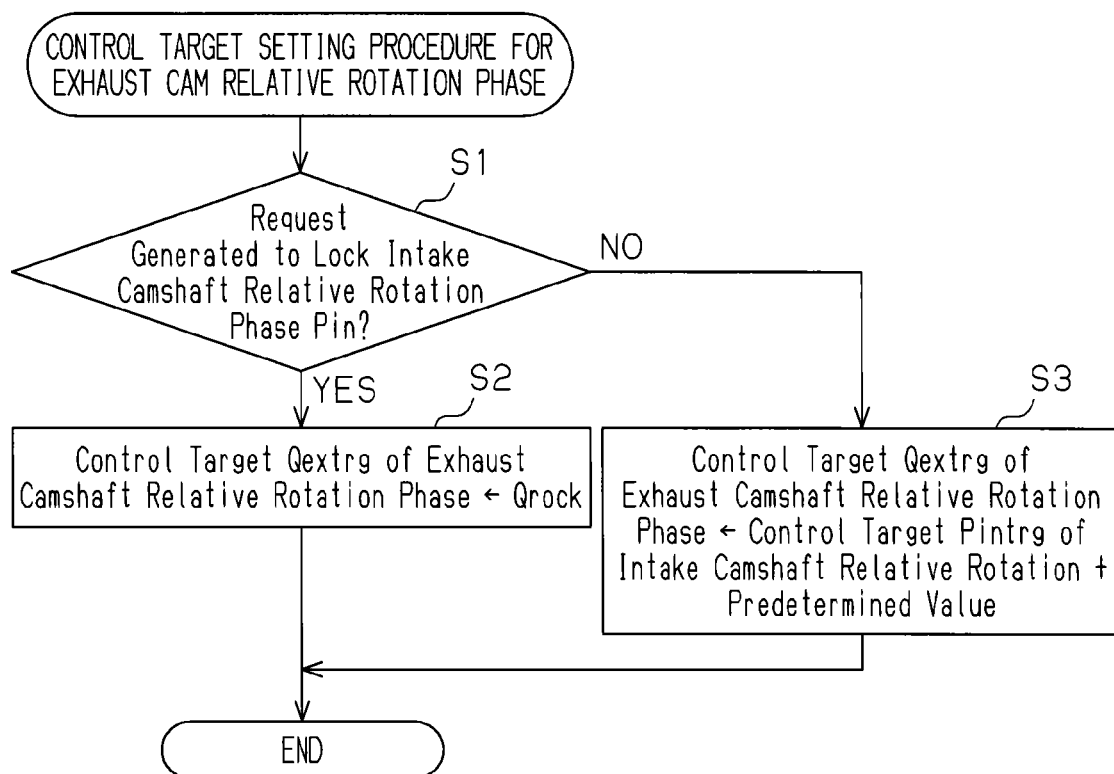 CONTROL TARGET SETTING PROCEDURE FOR
EXHAUST CAM RELATIVE ROTATION PHASE
S1
Request
Generated to Lock Intake
Camshaft Relative Rotation
Phase Pin?
NO
YES
S2
Control Target Qextrg of Exhaust
Camshaft Relative Rotation Phase ← Qrock
S3
Control Target Qextrg of
Exhaust Camshaft Relative Rotation
Phase ← Control Target Pintrg of
Intake Camshaft Relative Rotation +
Predetermined Value
END